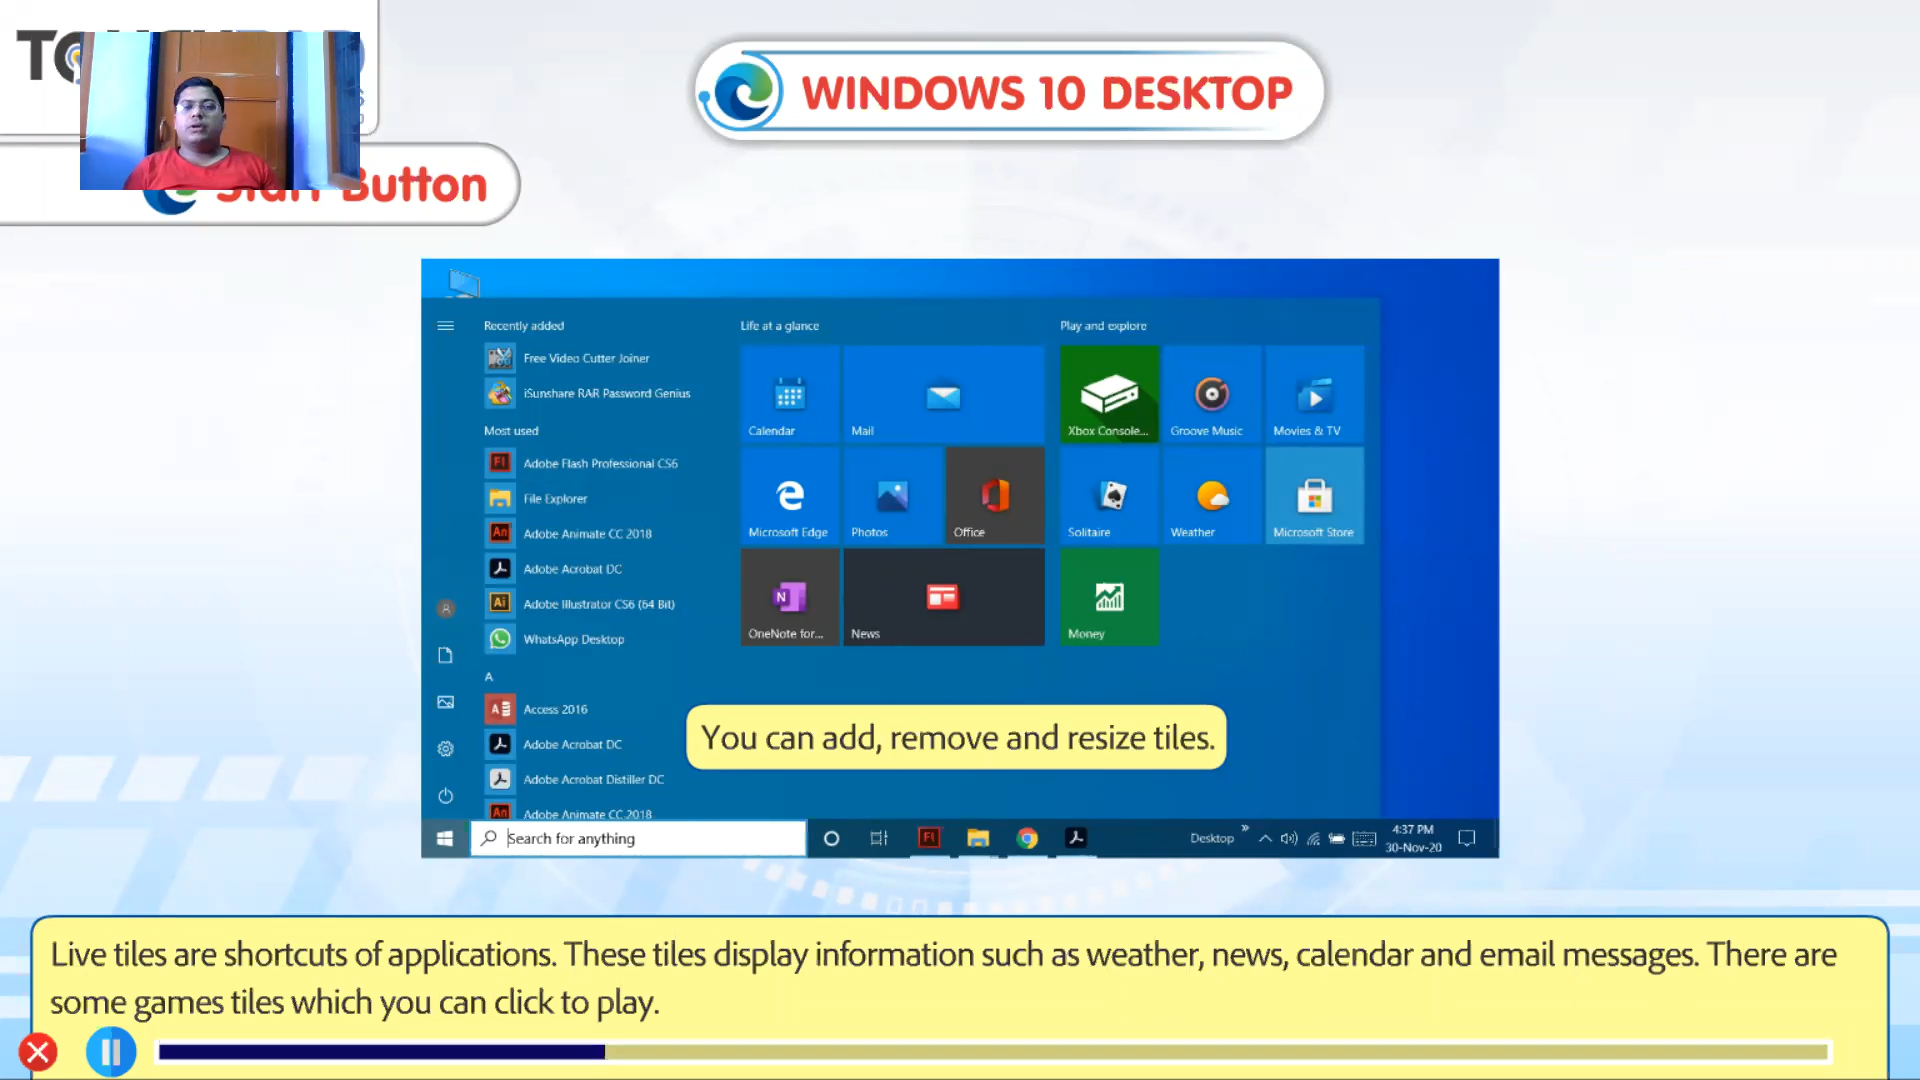 WINDOWS 10 DESKTOP
Start Button
Recently added
Free Video Cutter Joiner
iSunshare RAR Password Genius
Most used
Adobe Flash Professional CS6
File Explorer
Adobe Animate CC 2018
Adobe Acrobat DC
Adobe Illustrator CS6 (64 Bit)
WhatsApp Desktop
A
Access 2016
Adobe Acrobat DC
Adobe Acrobat Distiller DC
Adobe Animate CC 2018
Life at a glance
Calendar
Mail
Microsoft Edge
Photos
Office
OneNote for...
News
Play and explore
Xbox Console...
Groove Music
Movies & TV
Solitaire
Weather
Microsoft Store
Money
You can add, remove and resize tiles.
Search for anything
Desktop
4:37 PM
30-Nov-20
Live tiles are shortcuts of applications. These tiles display information such as weather, news, calendar and email messages. There are
some games tiles which you can click to play.